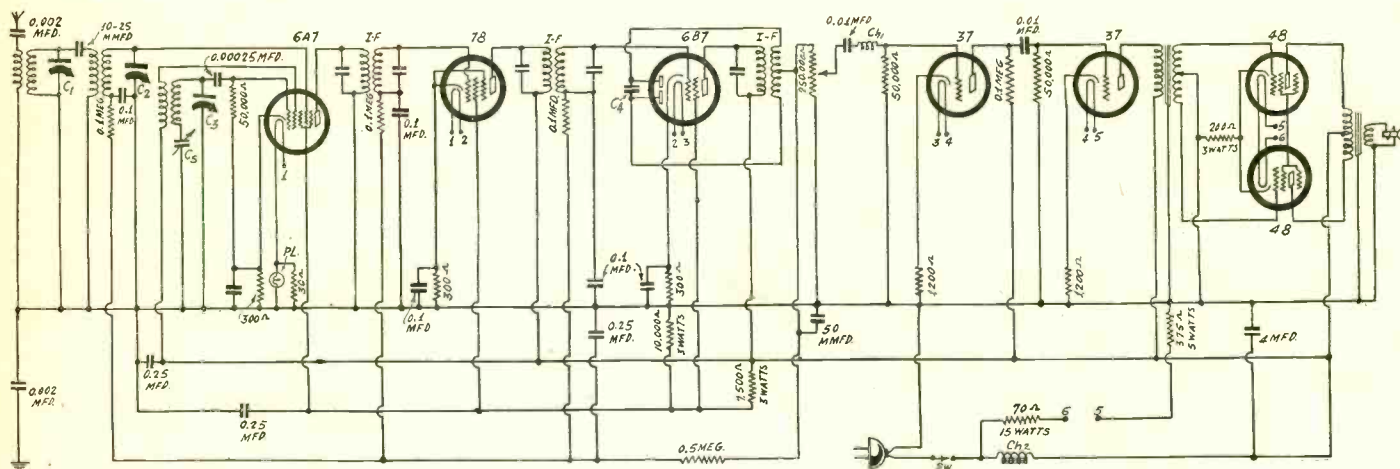 0.002
MFD.
10-25
MMFD.
C1
0.1 MEG
0.1
MFD.
C2
0.00025 MFD.
C3
C5
50,000Ω
6A7
1
PL.
30Ω
300Ω
I-F
0.1 MEG
0.1
MFD.
78
1 2
0.1
MFD
300Ω
I-F
0.1 MFD.
C4
6B7
2 3
0.1
MFD.
300Ω
10,000Ω
3 WATTS
0.25
MFD.
I-F
250,000Ω
50
MMFD.
7,500Ω
3 WATTS
0.01 MFD
Ch1
50,000Ω
37
3 4
1200Ω
0.1 MEG
0.01
MFD.
50,000Ω
37
4 5
1,200Ω
48
5
6
200Ω
3 WATTS
48
375Ω
5 WATTS
4 MFD.
0.002
MFD.
0.25
MFD.
0.25
MFD.
0.5 MEG.
70Ω
15 WATTS
6 5
Ch2
SW